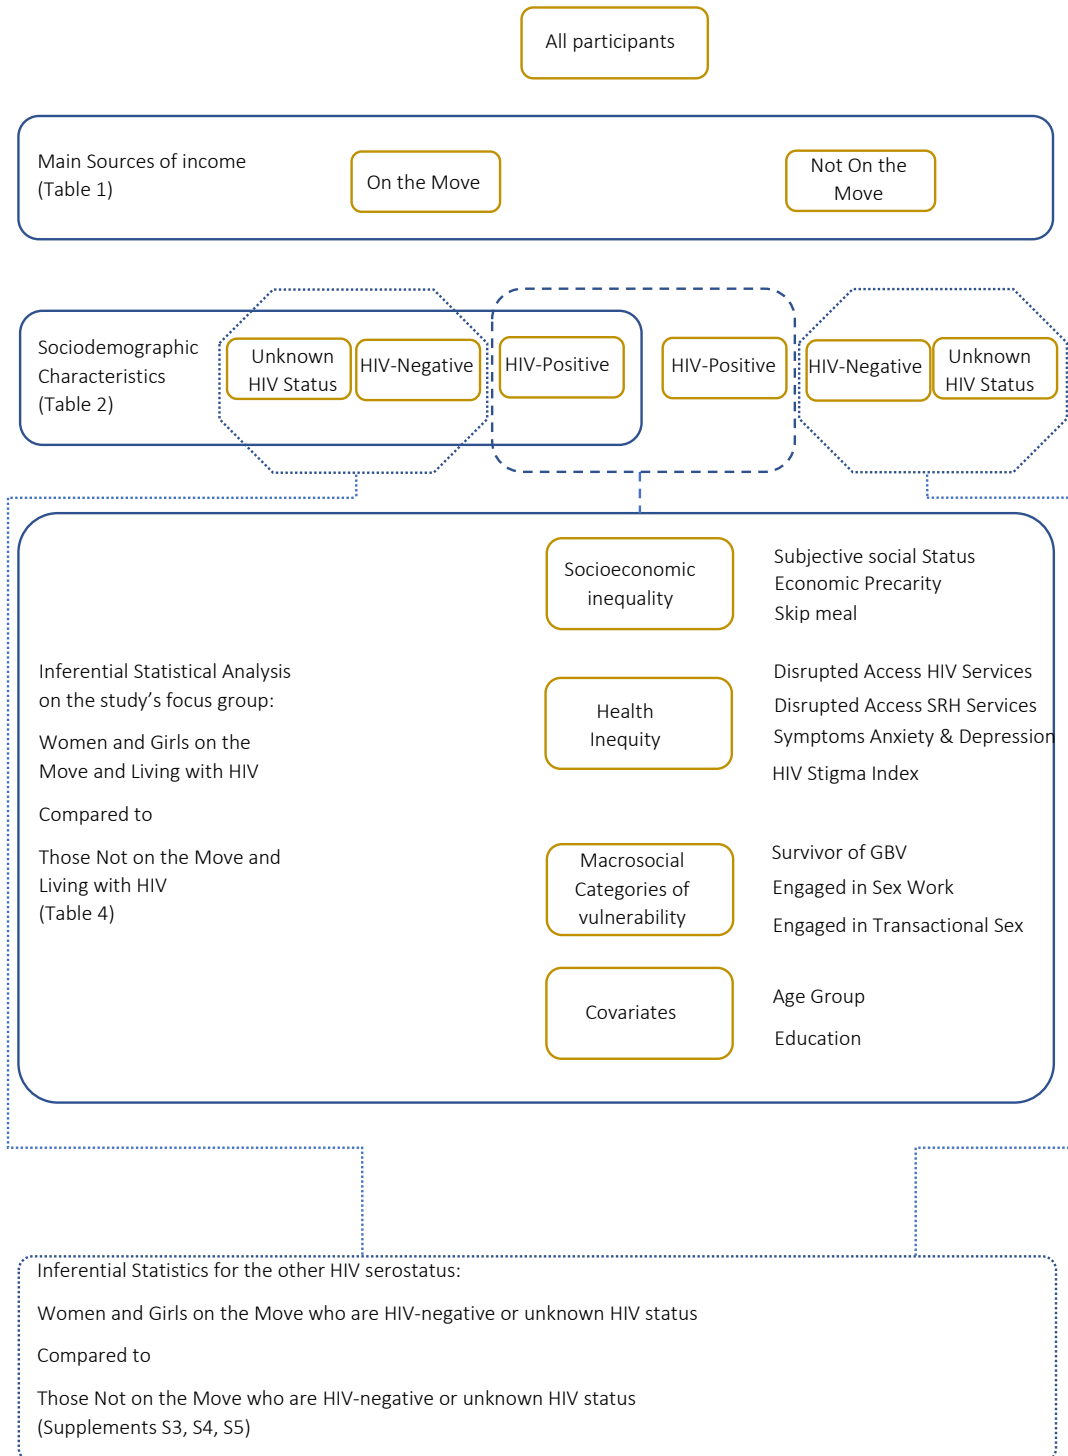 All participants
Main Sources of income
(Table 1)
On the Move
Not On the
Move
Sociodemographic
Characteristics
(Table 2)
Unknown
HIV Status
HIV-Negative
HIV-Positive
HIV-Positive
HIV-Negative
Unknown
HIV Status
Inferential Statistical Analysis
on the study's focus group:
Women and Girls on the
Move and Living with HIV
Compared to
Those Not on the Move and
Living with HIV
(Table 4)
Socioeconomic
inequality
Subjective social Status
Economic Precarity
Skip meal
Health
Inequity
Disrupted Access HIV Services
Disrupted Access SRH Services
Symptoms Anxiety & Depression
HIV Stigma Index
Macrosocial
Categories of
vulnerability
Survivor of GBV
Engaged in Sex Work
Engaged in Transactional Sex
Covariates
Age Group
Education
Inferential Statistics for the other HIV serostatus:
Women and Girls on the Move who are HIV-negative or unknown HIV status
Compared to
Those Not on the Move who are HIV-negative or unknown HIV status
(Supplements S3, S4, S5)